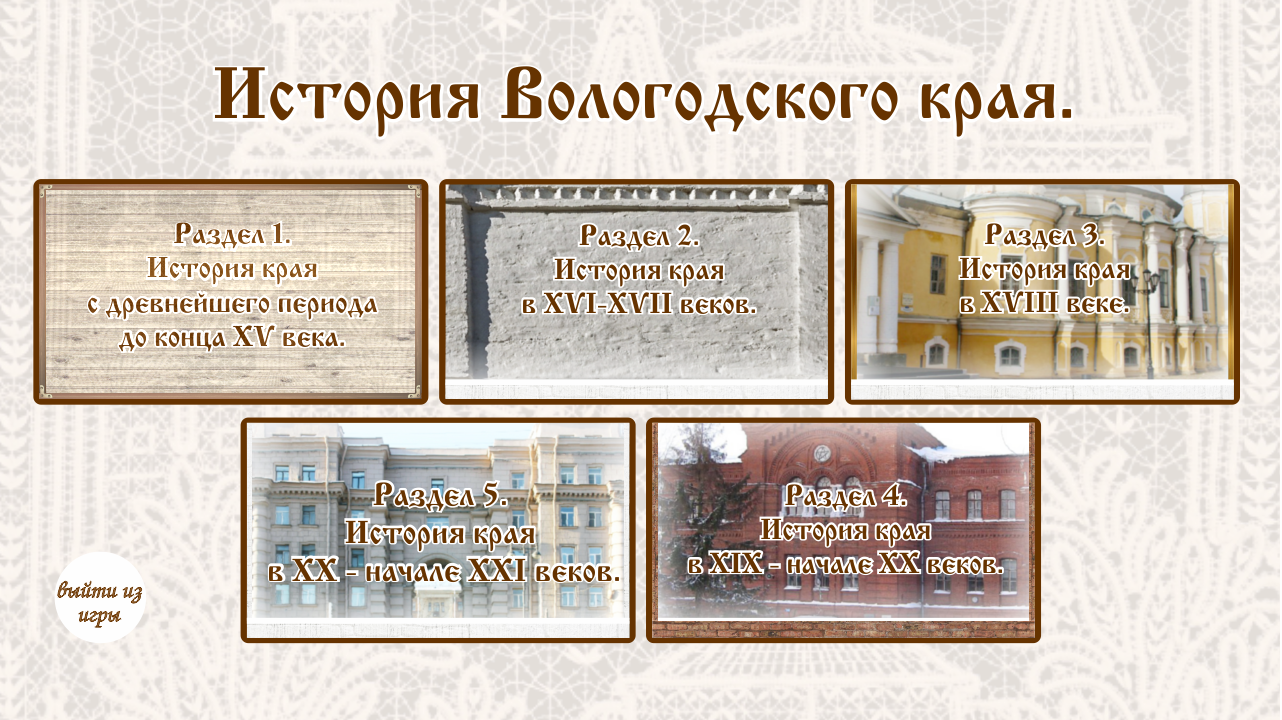 История Вологодского края.
Раздел 1.
История края
с древнейшего периода
до конца XV века.
Раздел 2.
История края
в XVI-XVII веков.
Раздел 3.
История края
в XVIII веке.
Раздел 5.
История края
в XX - начале XXI веков.
Раздел 4.
История края
в XIX - начале XX веков.
выйти из
игры